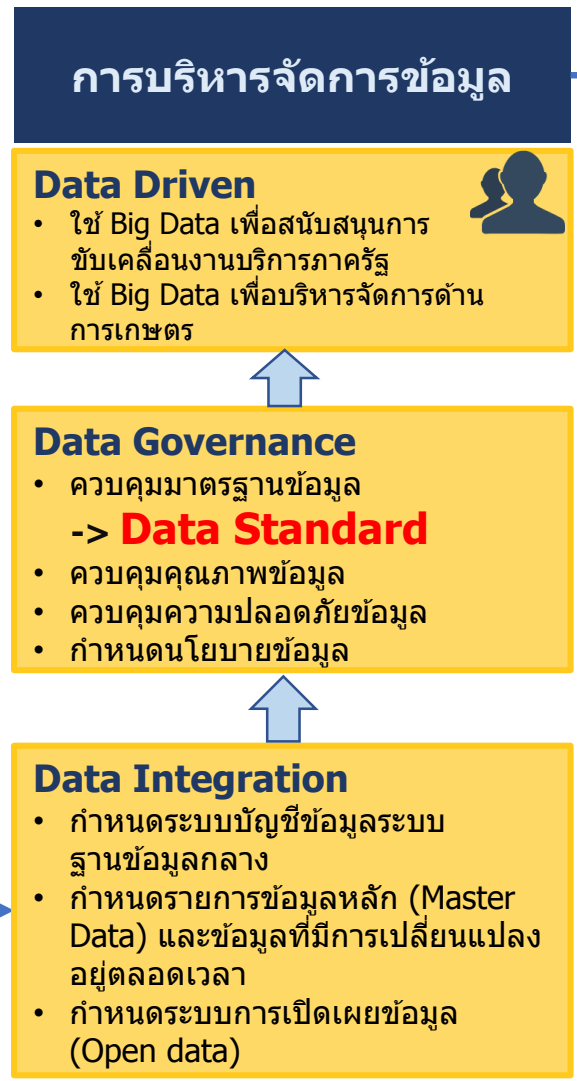 การบริหารจัดการข้อมูล
Data Driven
• ใช้ Big Data เพื่อสนับสนุนการ
ขับเคลื่อนงานบริการภาครัฐ
• ใช้ Big Data เพื่อบริหารจัดการด้าน
การเกษตร
Data Governance
• ควบคุมมาตรฐานข้อมูล
-> Data Standard
• ควบคุมคุณภาพข้อมูล
• ควบคุมความปลอดภัยข้อมูล
• กำหนดนโยบายข้อมูล
Data Integration
• กำหนดระบบบัญชีข้อมูลระบบ
ฐานข้อมูลกลาง
• กำหนดรายการข้อมูลหลัก (Master
Data) และข้อมูลที่มีการเปลี่ยนแปลง
อยู่ตลอดเวลา
• กำหนดระบบการเปิดเผยข้อมูล
(Open data)